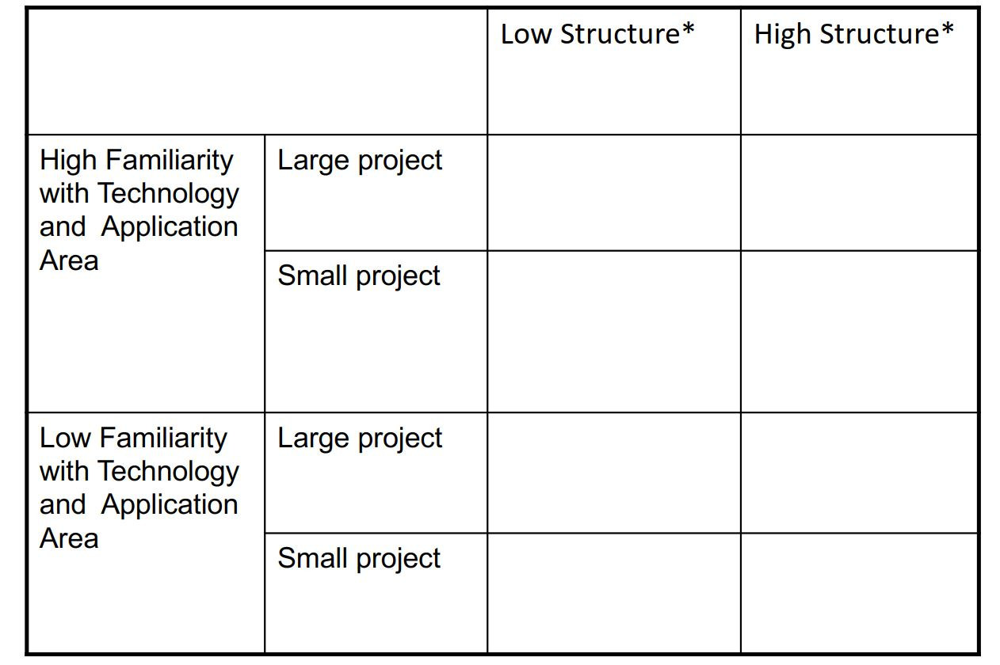 Low Structure*
High Structure*
High Familiarity
with Technology
and Application
Area
Large project
Small project
Low Familiarity
with Technology
and Application
Area
Large project
Small project